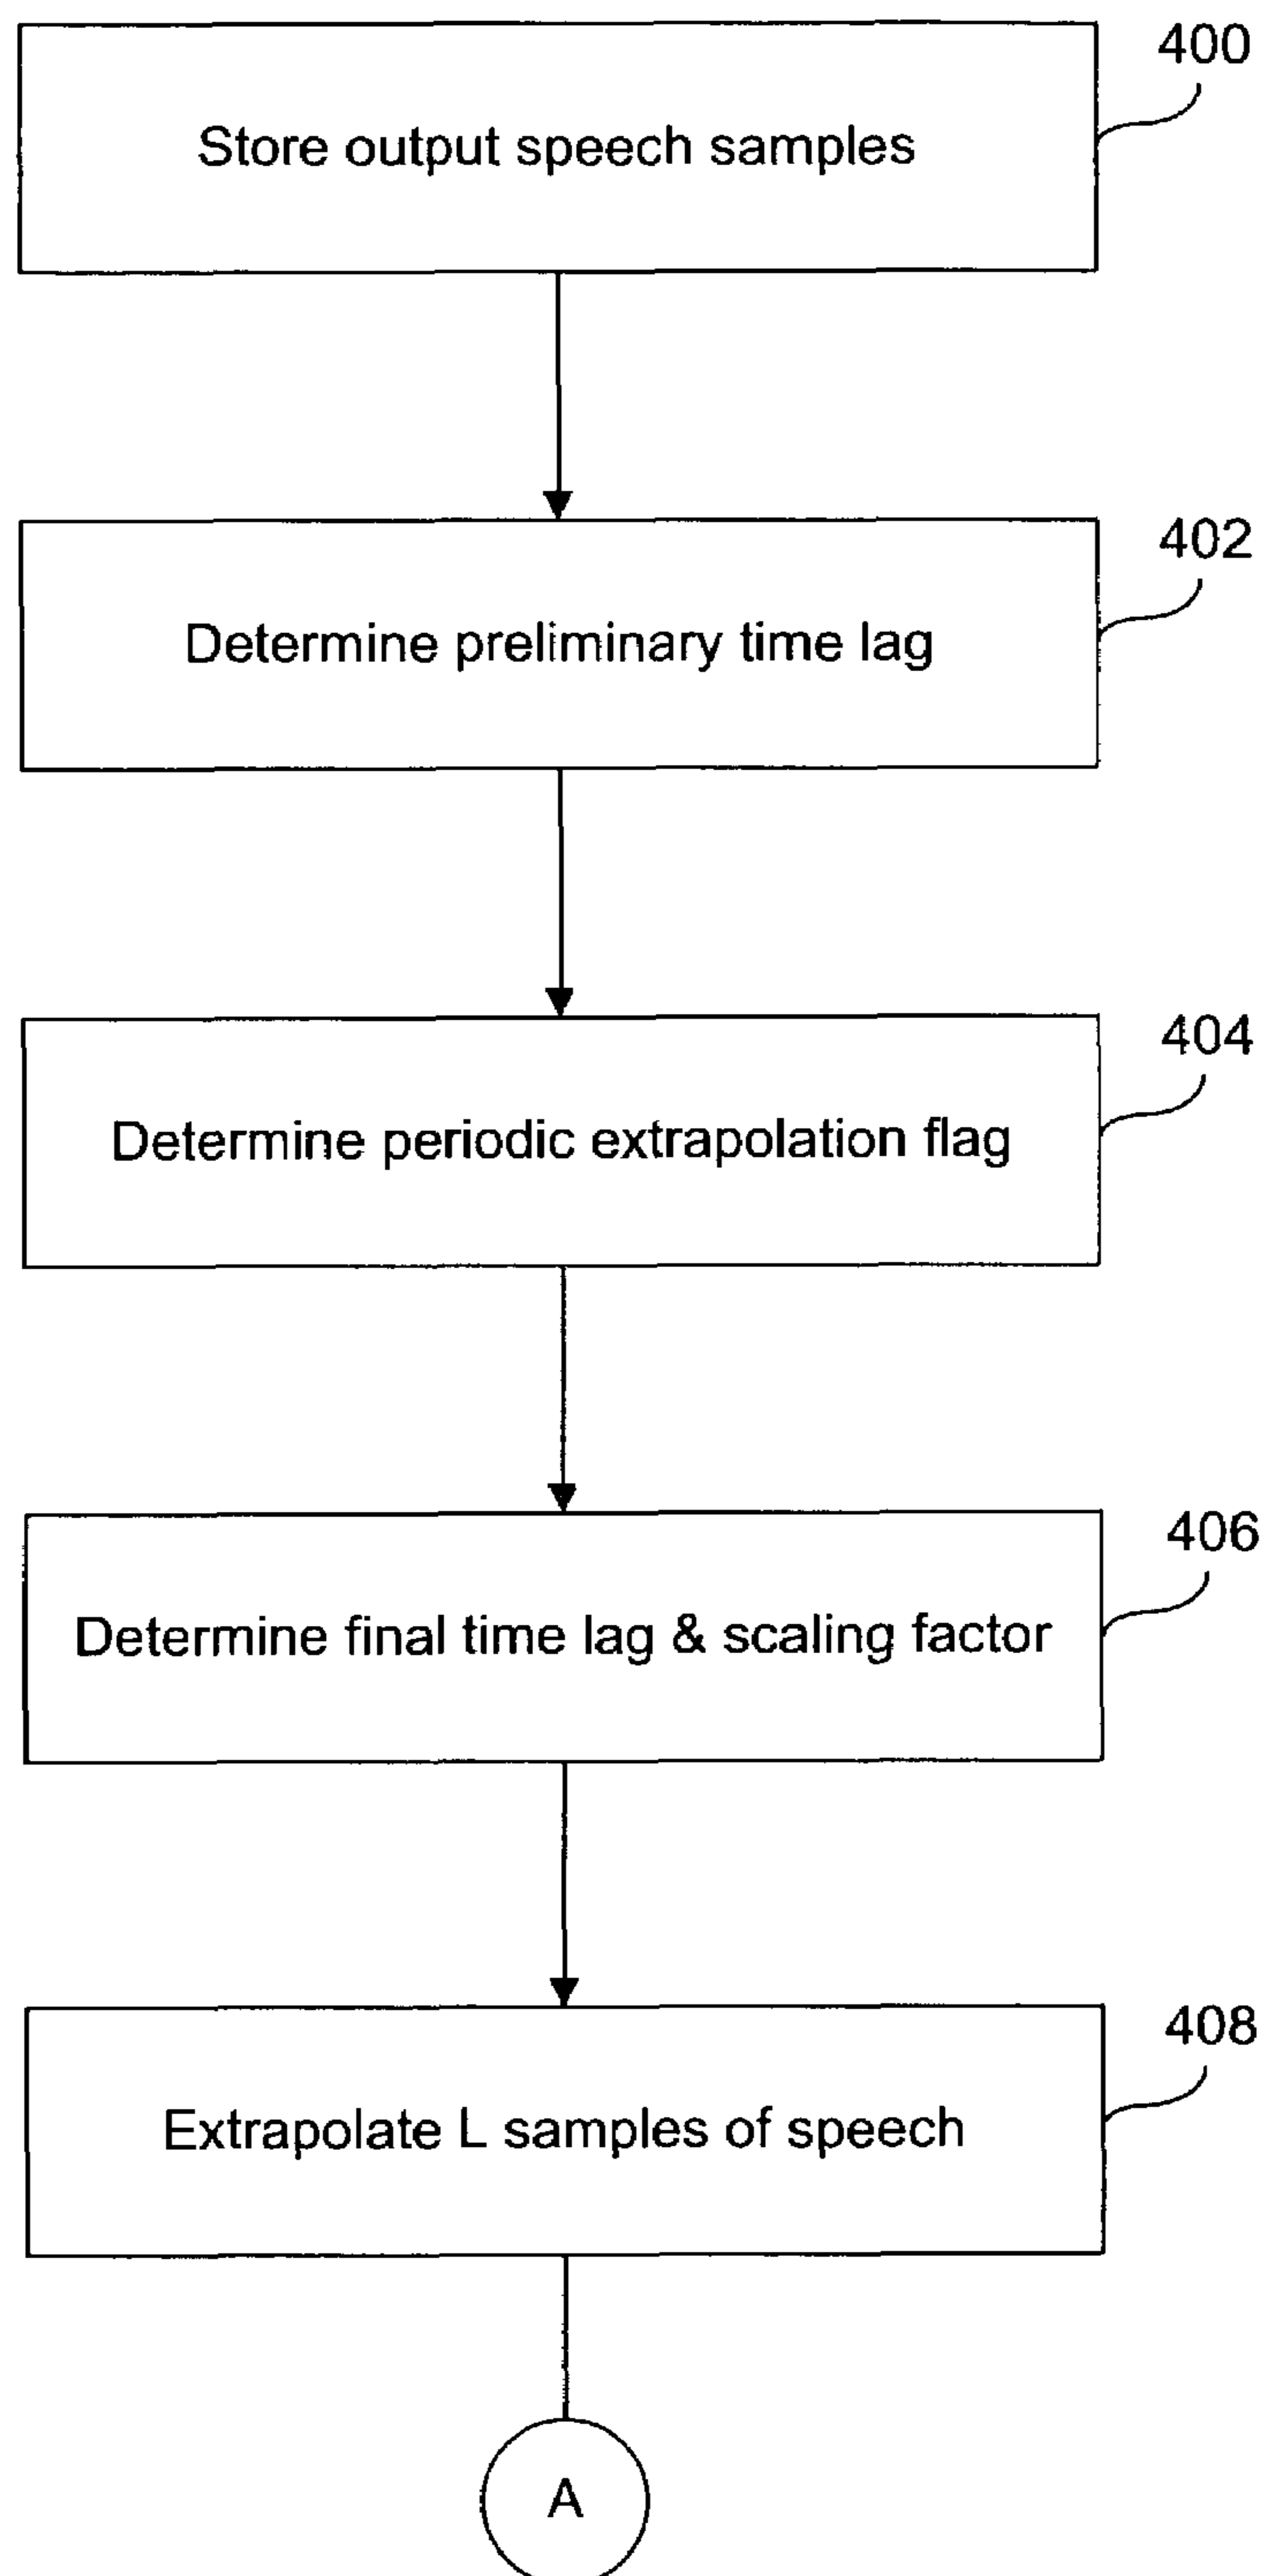 400
Store output speech samples
402
Determine preliminary time lag
404
Determine periodic extrapolation flag
406
Determine final time lag & scaling factor
408
Extrapolate L samples of speech
A